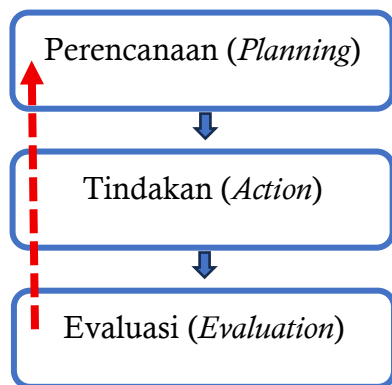 Perencanaan (Planning)
Tindakan (Action)
Evaluasi (Evaluation)